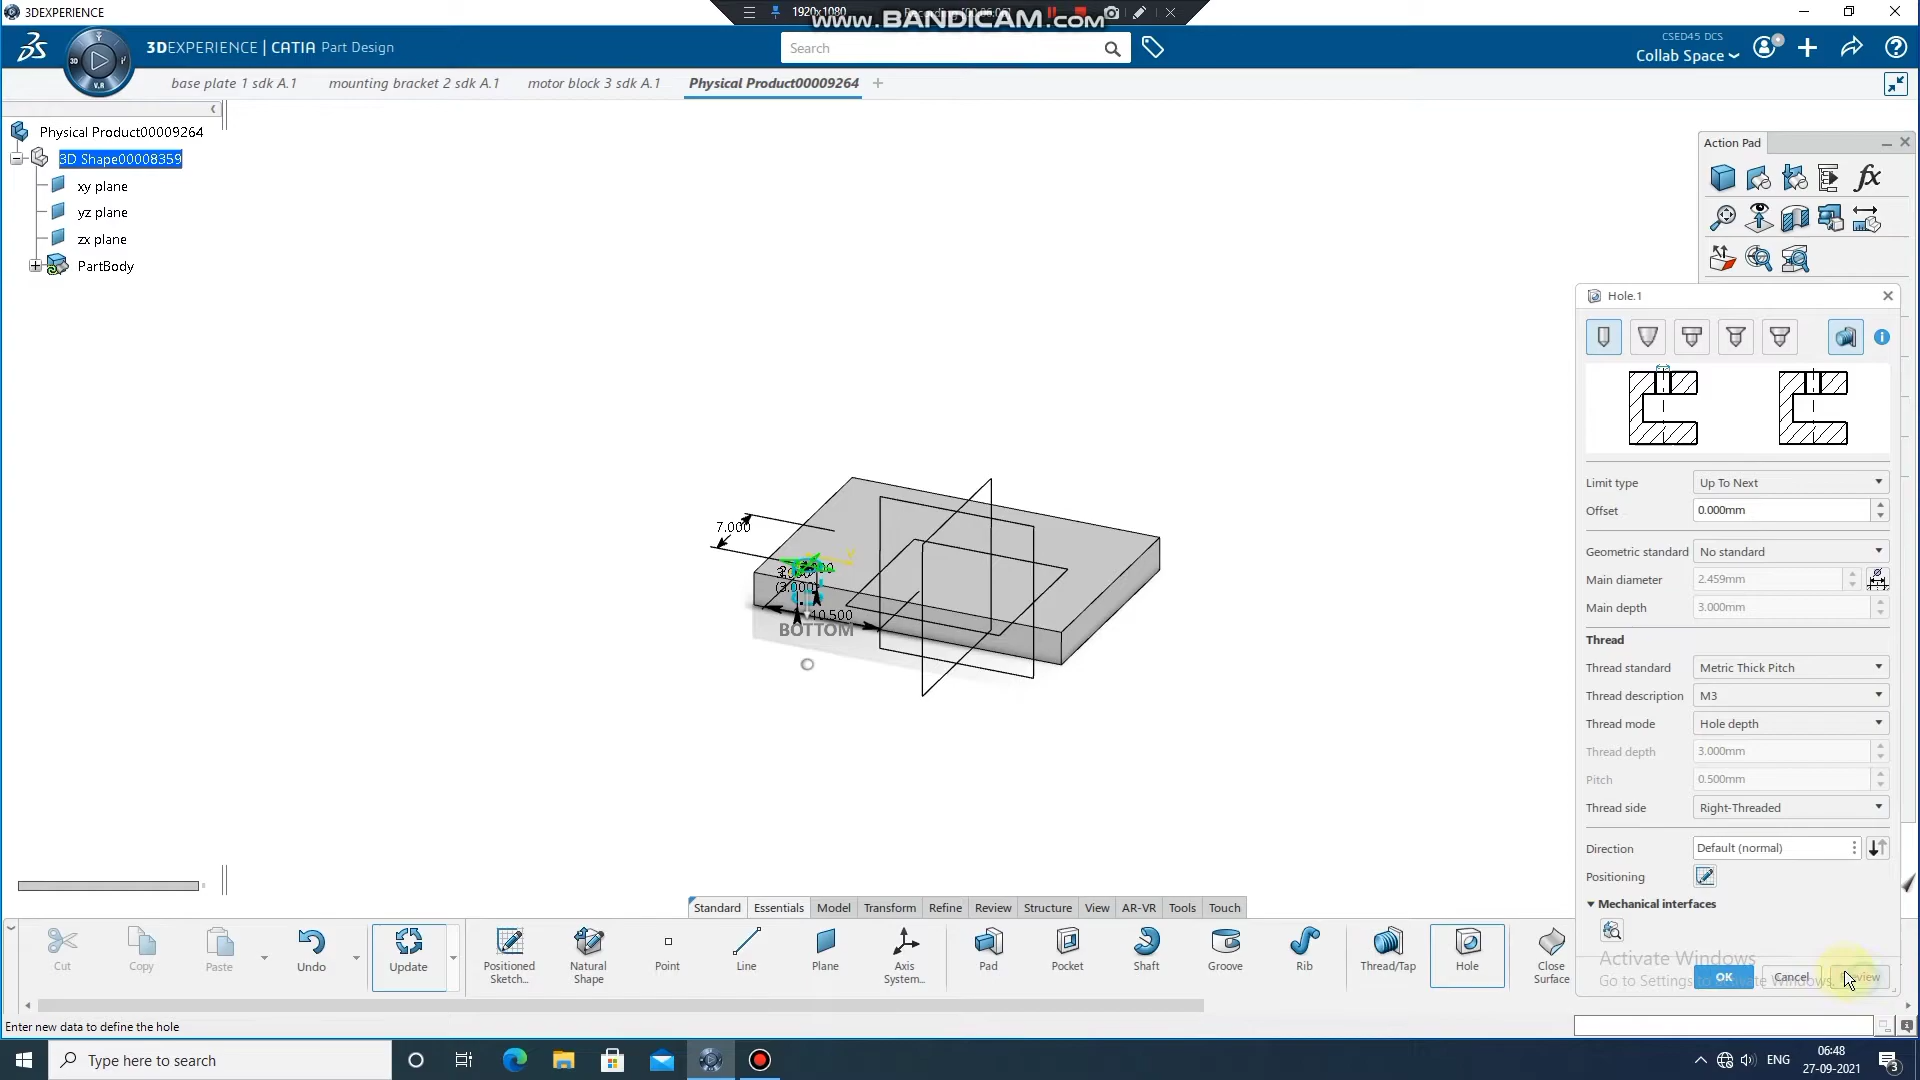 3DEXPERIENCE
1920x1080
www.BANDICAM.com
3DEXPERIENCE | CATIA Part Design
Search
CSED45 DCS
Collab Space
base plate 1 sdk A.1
mounting bracket 2 sdk A.1
motor block 3 sdk A.1
Physical Product00009264
Physical Product00009264
3D Shape00008359
xy plane
yz plane
zx plane
PartBody
Action Pad
fx
Hole.1
Limit type
Up To Next
Offset
0.000mm
Geometric standard
No standard
Main diameter
2.459mm
Main depth
3.000mm
Thread
Thread standard
Metric Thick Pitch
Thread description
M3
Thread mode
Hole depth
Thread depth
3.000mm
Pitch
0.500mm
Thread side
Right-Threaded
Direction
Default (normal)
Positioning
Mechanical interfaces
Activate Windows
Go to Settings to activate Windows.
OK
Cancel
7.000
(3.000)
10.500
BOTTOM
Standard
Essentials
Model
Transform
Refine
Review
Structure
View
AR-VR
Tools
Touch
Cut
Copy
Paste
Undo
Update
Positioned
Sketch...
Natural
Shape
Point
Line
Plane
Axis
System...
Pad
Pocket
Shaft
Groove
Rib
Thread/Tap
Hole
Close
Surface
Enter new data to define the hole
Type here to search
ENG
06:48
27-09-2021
3